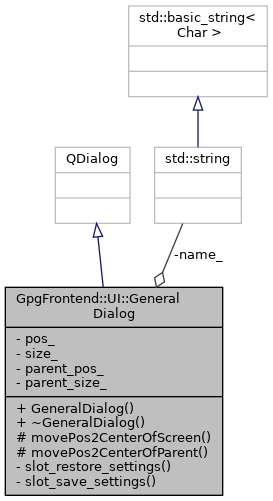 std::basic_string<
Char >
QDialog
std::string
-name_
GpgFrontend::UI::General
Dialog
- pos_
- size_
- parent_pos_
- parent_size_
+ GeneralDialog()
+ ~GeneralDialog()
# movePos2CenterOfScreen()
# movePos2CenterOfParent()
- slot_restore_settings()
- slot_save_settings()